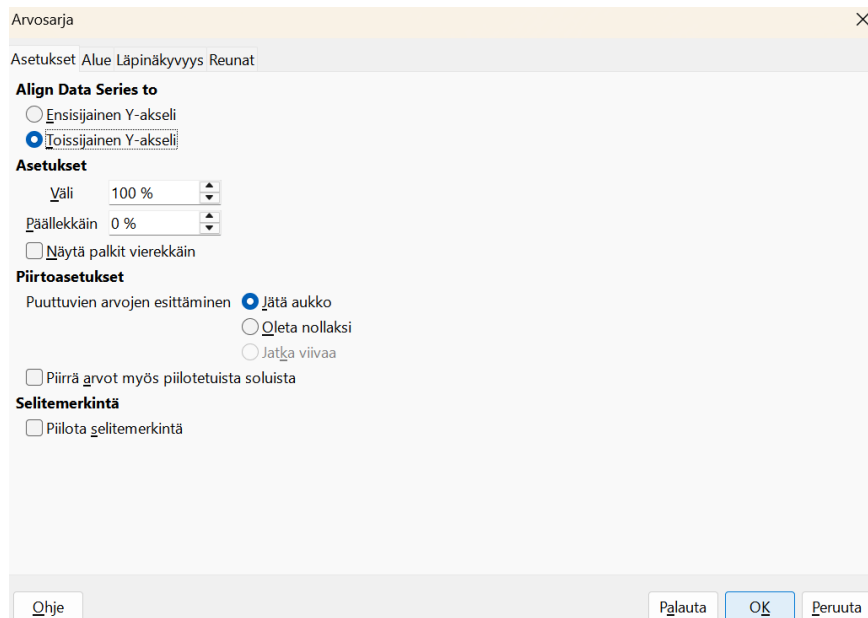 Arvosarja
Asetukset Alue Läpinäkyvyys Reunat
Align Data Series to
Ensisijainen Y-akseli
Toissijainen Y-akseli
Asetukset
Väli 100 %
Päällekkäin 0 %
Näytä palkit vierekkäin
Piirtoasetukset
Puuttuvien arvojen esittäminen Jätä aukko
Oleta nollaksi
Jatka viivaa
Piirrä arvot myös piilotetuista soluista
Selitemerkintä
Piilota selitemerkintä
Ohje Palauta OK Peruuta